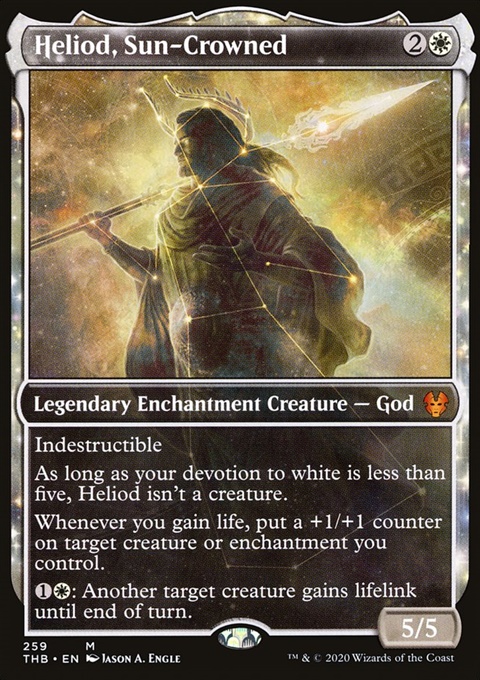 Heliod, Sun-Crowned 2
Legendary Enchantment Creature — God
Indestructible
As long as your devotion to white is less than
five, Heliod isn't a creature.
Whenever you gain life, put a +1/+1 counter
on target creature or enchantment you
control.
1: Another target creature gains lifelink
until end of turn.
5/5
259 M
THB • EN Jason A. Engle
™ & © 2020 Wizards of the Coast